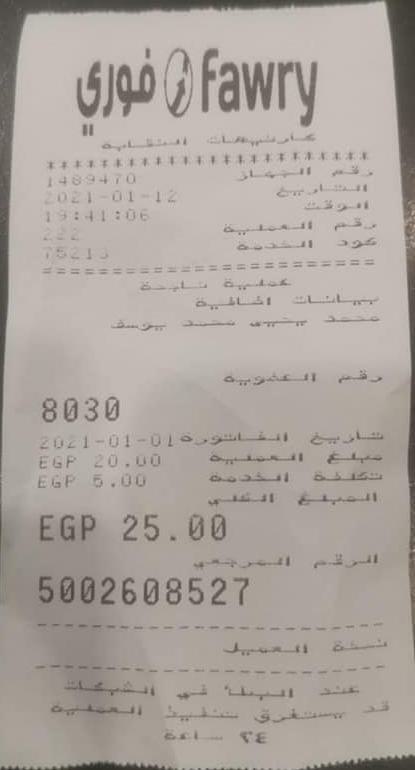 فوري fawry
كارنيهات النقابة
********************
رقم الجهاز 1489470
التاريخ 2021-01-12
الوقت 19:41:06
رقم العملية 222
كود الخدمة 75213
====================
عملية ناجحة
بيانات اضافية
محمد يحيى محمد يوسف
رقم العضوية
8030
تاريخ الفاتورة 2021-01-01
مبلغ العملية EGP 20.00
تكلفة الخدمة EGP 5.00
المبلغ الكلي
EGP 25.00
الرقم المرجعي
5002608527
--------------------
نسخة العميل
--------------------
عند البطأ في الشبكات
قد يستغرق تنفيذ العملية
٢٤ ساعة